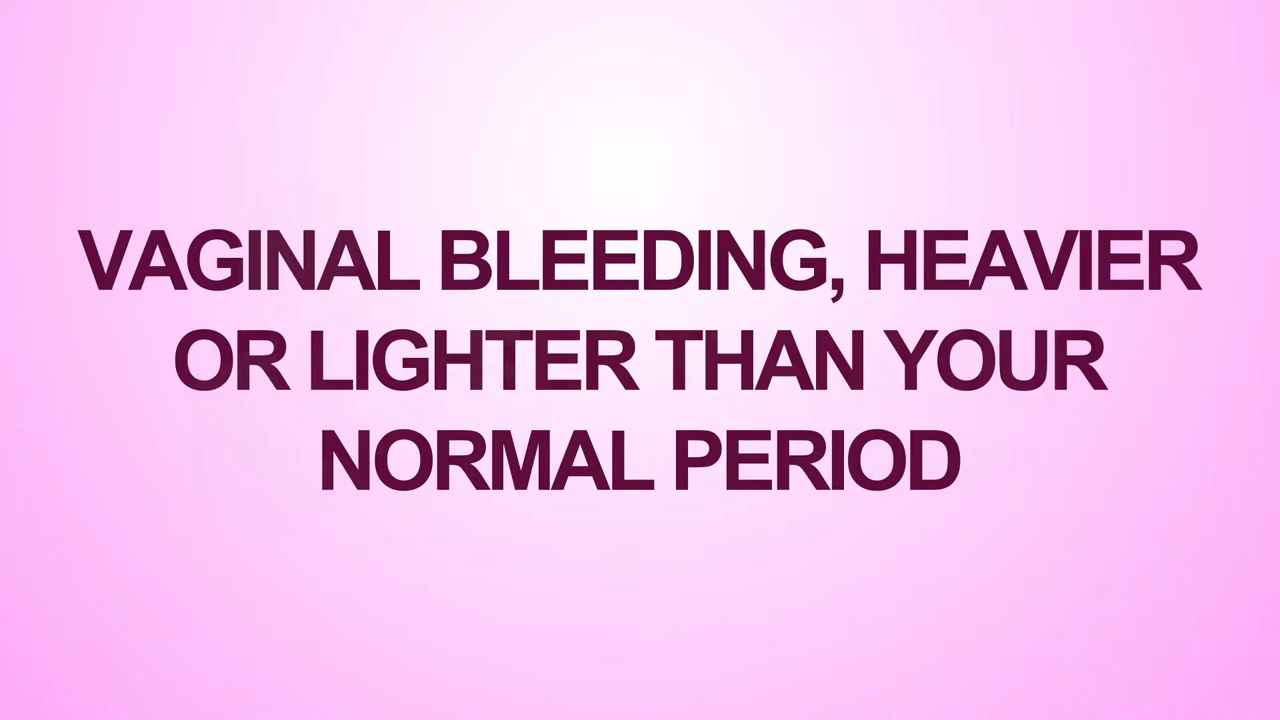 VAGINAL BLEEDING, HEAVIER
OR LIGHTER THAN YOUR
NORMAL PERIOD